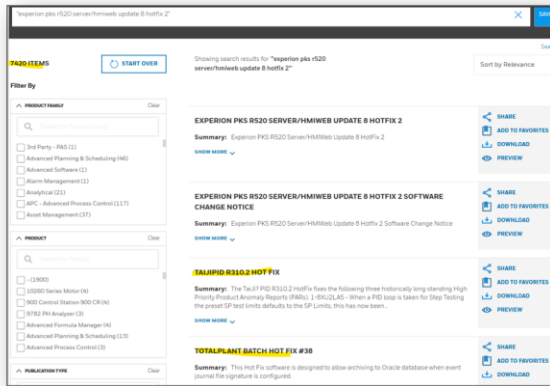 "experion pks r520 server/hmiweb update 8 hotfix 2"
7420 ITEMS
START OVER
Showing search results for "experion pks r520
server/hmiweb update 8 hotfix 2"
Sort by Relevance
Filter By
PRODUCT FAMILY
Clear
3rd Party - PAS (1)
Advanced Planning & Scheduling (46)
Advanced Software (1)
Alarm Management (1)
Analytical (21)
APC - Advanced Process Control (117)
Asset Management (37)
PRODUCT
Clear
- (1900)
10260 Series Motor (4)
900 Control Station 900 CR (4)
9782 PH Analyzer (3)
Advanced Formula Manager (4)
Advanced Planning & Scheduling (13)
Advanced Process Control (3)
PUBLICATION TYPE
Clear
EXPERION PKS R520 SERVER/HMIWEB UPDATE 8 HOTFIX 2
Summary: Experion PKS R520 Server/HMIWeb Update 8 HotFix 2
SHOW MORE
SHARE
ADD TO FAVORITES
DOWNLOAD
PREVIEW
EXPERION PKS R520 SERVER/HMIWEB UPDATE 8 HOTFIX 2 SOFTWARE
CHANGE NOTICE
Summary: Experion PKS R520 Server/HMIWeb Update 8 Hotfix 2 Software Change Notice
SHOW MORE
SHARE
ADD TO FAVORITES
DOWNLOAD
PREVIEW
TAIJIPID R310.2 HOT FIX
Summary: The TaiJi? PID R310.2 HotFix fixes the following three historically long standing High
Priority Product Anomaly Reports (PARs). 1-BXU2LAS - When a PID loop is taken for Step Testing
the preset SP test limits defaults to the SP Limits, this has now been...
SHOW MORE
SHARE
ADD TO FAVORITES
DOWNLOAD
PREVIEW
TOTALPLANT BATCH HOT FIX #38
Summary: This Hot Fix software is designed to allow archiving to Oracle database when event
journal file signature is configured.
SHARE
ADD TO FAVORITES
DOWNLOAD